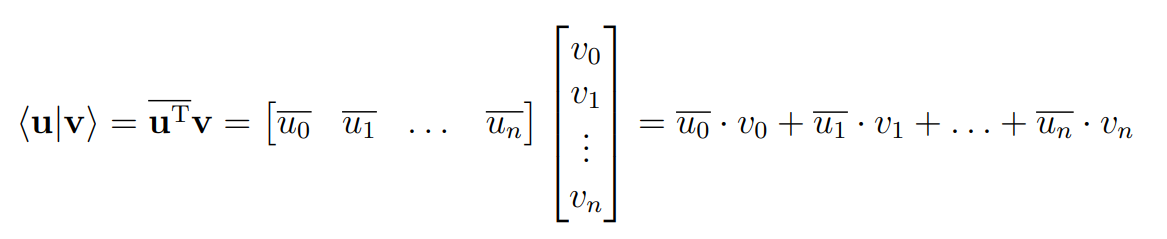 ⟨𝐮|𝐯⟩ = \overline{𝐮^T}𝐯 = [\overline{u_0} \overline{u_1} … \overline{u_n}] [v_0 v_1 ⋮ v_n] = \overline{u_0} · v_0 + \overline{u_1} · v_1 + … + \overline{u_n} · v_n